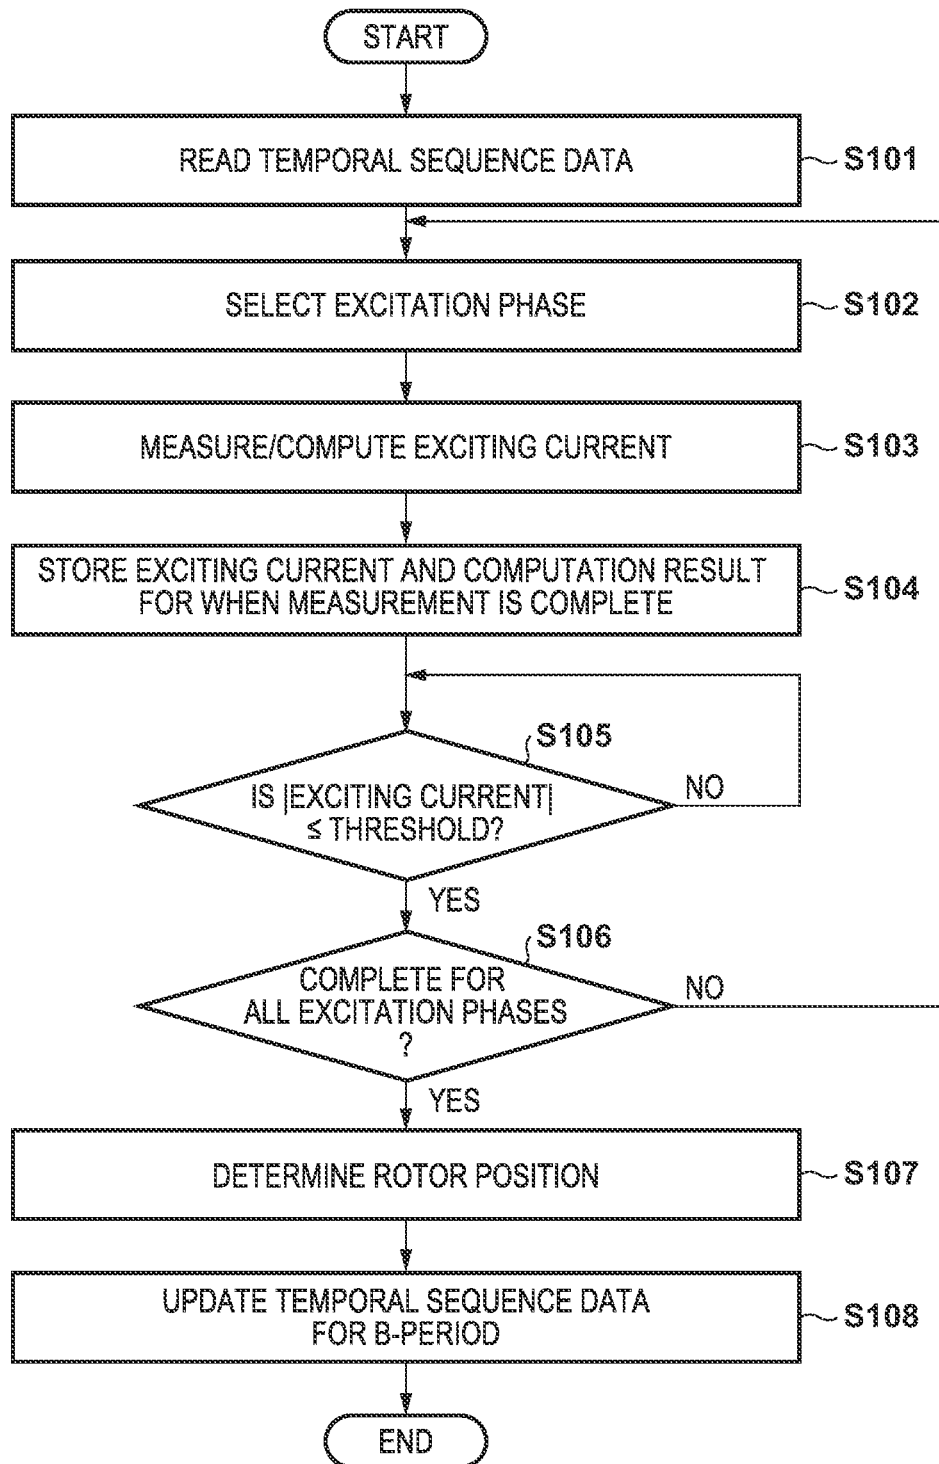 START
READ TEMPORAL SEQUENCE DATA
S101
SELECT EXCITATION PHASE
S102
MEASURE/COMPUTE EXCITING CURRENT
S103
STORE EXCITING CURRENT AND COMPUTATION RESULT
FOR WHEN MEASUREMENT IS COMPLETE
S104
S105
IS |EXCITING CURRENT|
≤ THRESHOLD?
NO
YES
S106
COMPLETE FOR
ALL EXCITATION PHASES
?
NO
YES
DETERMINE ROTOR POSITION
S107
UPDATE TEMPORAL SEQUENCE DATA
FOR B-PERIOD
S108
END